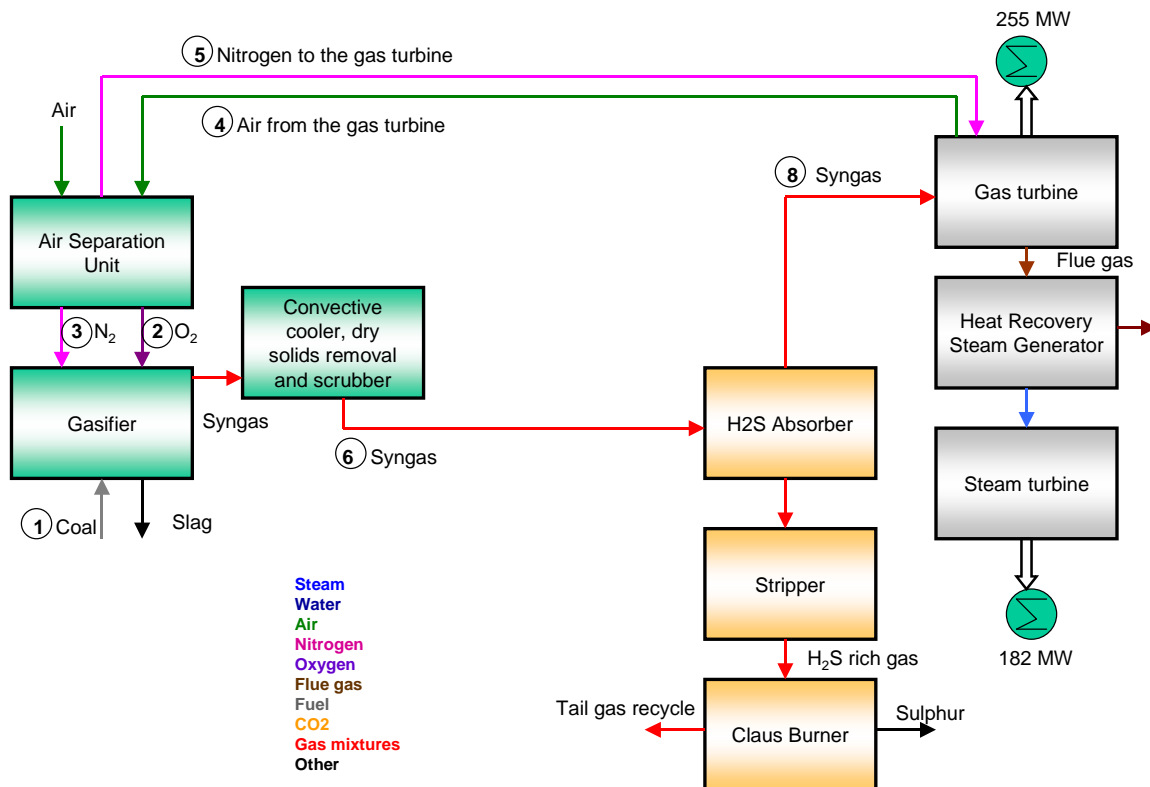 255 MW
5 Nitrogen to the gas turbine
Air
4 Air from the gas turbine
8 Syngas
Gas turbine
Air Separation
Unit
Flue gas
Convective
cooler, dry
solids removal
and scrubber
Heat Recovery
Steam Generator
3 N₂
2 O₂
Gasifier
Syngas
H2S Absorber
6 Syngas
Steam turbine
1 Coal
Slag
Stripper
Steam
Water
Air
Nitrogen
Oxygen
Flue gas
Fuel
CO2
Gas mixtures
Other
H₂S rich gas
182 MW
Tail gas recycle
Claus Burner
Sulphur